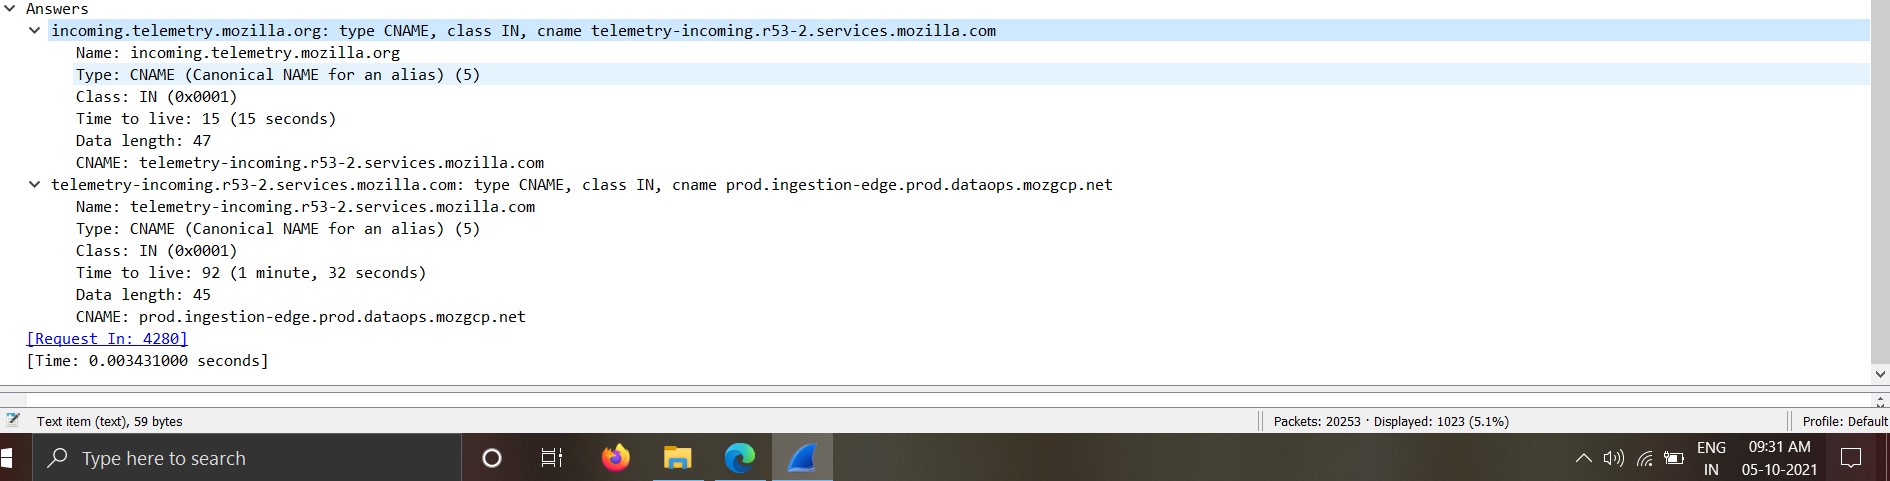 Answers
incoming.telemetry.mozilla.org: type CNAME, class IN, cname telemetry-incoming.r53-2.services.mozilla.com
Name: incoming.telemetry.mozilla.org
Type: CNAME (Canonical NAME for an alias) (5)
Class: IN (0x0001)
Time to live: 15 (15 seconds)
Data length: 47
CNAME: telemetry-incoming.r53-2.services.mozilla.com
telemetry-incoming.r53-2.services.mozilla.com: type CNAME, class IN, cname prod.ingestion-edge.prod.dataops.mozgcp.net
Name: telemetry-incoming.r53-2.services.mozilla.com
Type: CNAME (Canonical NAME for an alias) (5)
Class: IN (0x0001)
Time to live: 92 (1 minute, 32 seconds)
Data length: 45
CNAME: prod.ingestion-edge.prod.dataops.mozgcp.net
[Request In: 4280]
[Time: 0.003431000 seconds]
Text item (text), 59 bytes
Packets: 20253 · Displayed: 1023 (5.1%)
Profile: Default
Type here to search
ENG
IN
09:31 AM
05-10-2021